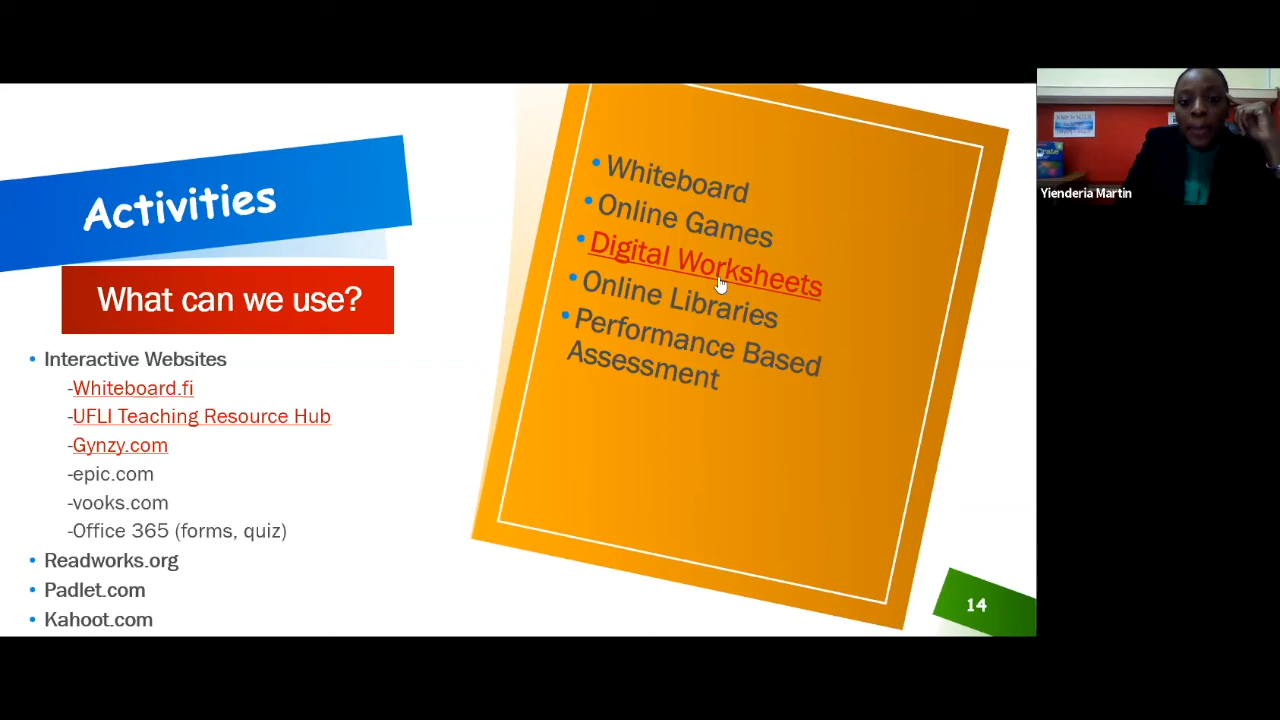 Activities
What can we use?
• Interactive Websites
-Whiteboard.fi
-UFLI Teaching Resource Hub
-Gynzy.com
-epic.com
-vooks.com
-Office 365 (forms, quiz)
• Readworks.org
• Padlet.com
• Kahoot.com
• Whiteboard
• Online Games
• Digital Worksheets
• Online Libraries
• Performance Based
Assessment
14
Yienderia Martin